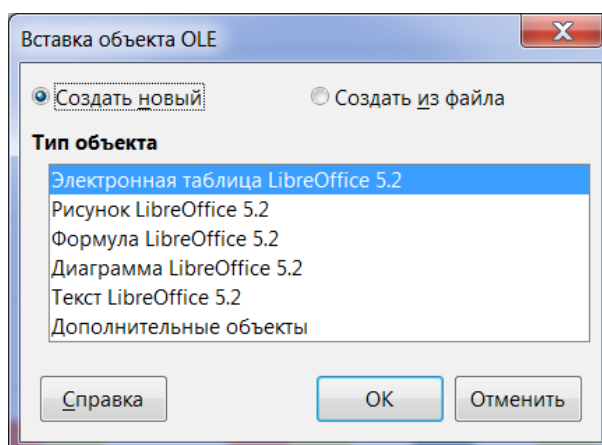 Вставка объекта OLE
Создать новый
Создать из файла
Тип объекта
Электронная таблица LibreOffice 5.2
Рисунок LibreOffice 5.2
Формула LibreOffice 5.2
Диаграмма LibreOffice 5.2
Текст LibreOffice 5.2
Дополнительные объекты
Справка
ОК
Отменить